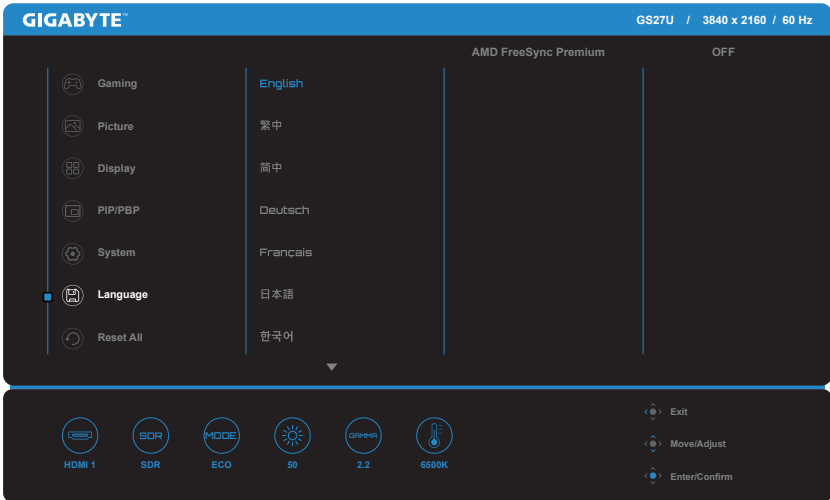 GIGABYTE™ GS27U / 3840 x 2160 / 60 Hz
AMD FreeSync Premium OFF
Gaming English
Picture 繁中
Display 简中
PIP/PBP Deutsch
System Français
Language 日本語
Reset All 한국어
Exit
SDR MODE GAMMA
Move/Adjust
HDMI 1 SDR ECO 50 2.2 6500K
Enter/Confirm